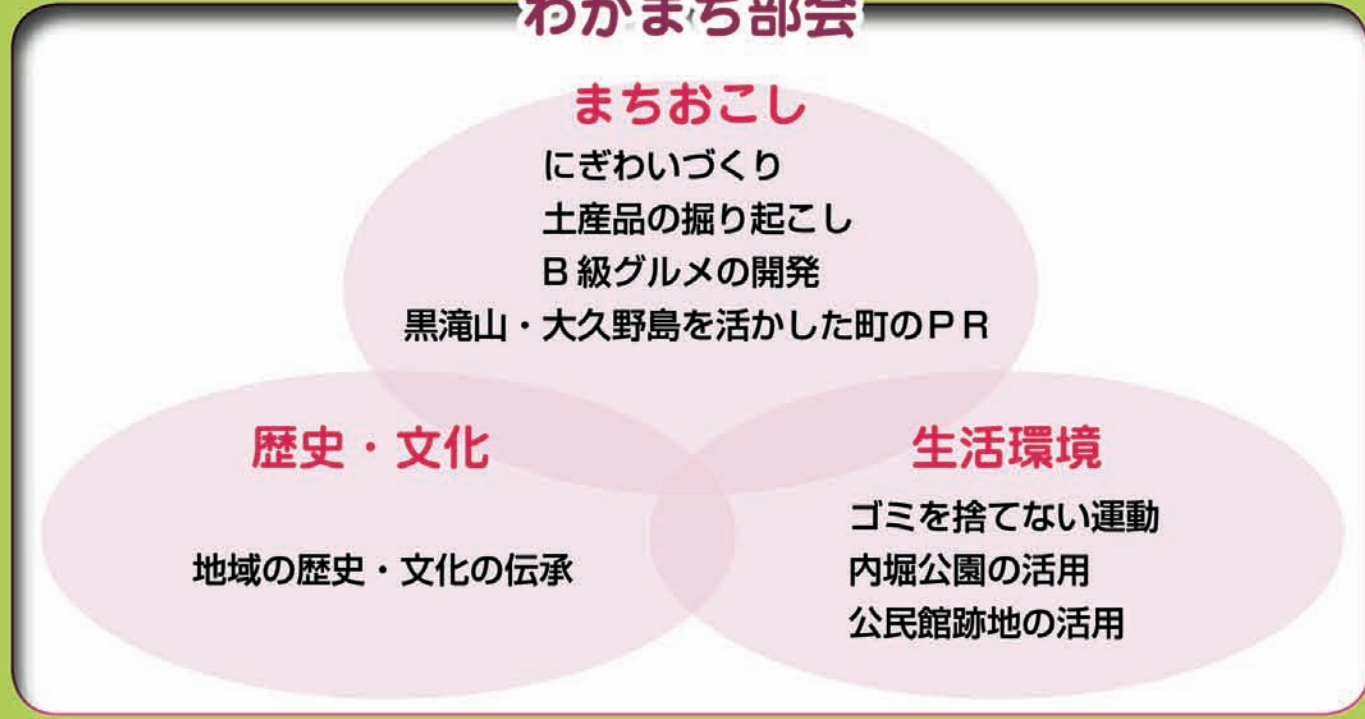 わがまち部会
まちおこし
にぎわいづくり
土産品の掘り起こし
B級グルメの開発
黒滝山・大久野島を活かした町のPR
歴史・文化
地域の歴史・文化の伝承
生活環境
ゴミを捨てない運動
内堀公園の活用
公民館跡地の活用